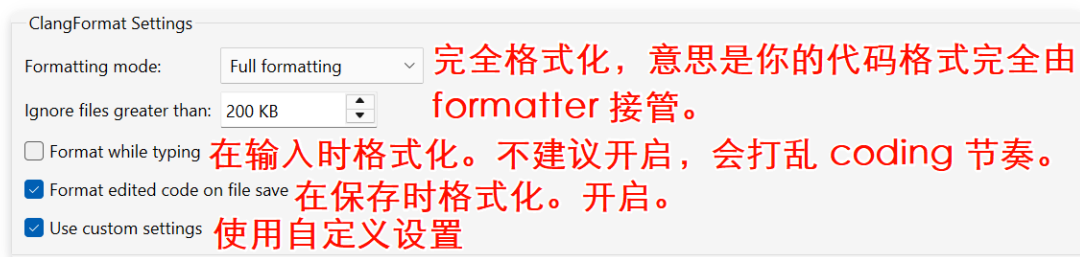 ClangFormat Settings
Formatting mode: Full formatting 完全格式化，意思是你的代码格式完全由
Ignore files greater than: 200 KB formatter 接管。
Format while typing 在输入时格式化。不建议开启，会打乱 coding 节奏。
Format edited code on file save 在保存时格式化。开启。
Use custom settings 使用自定义设置